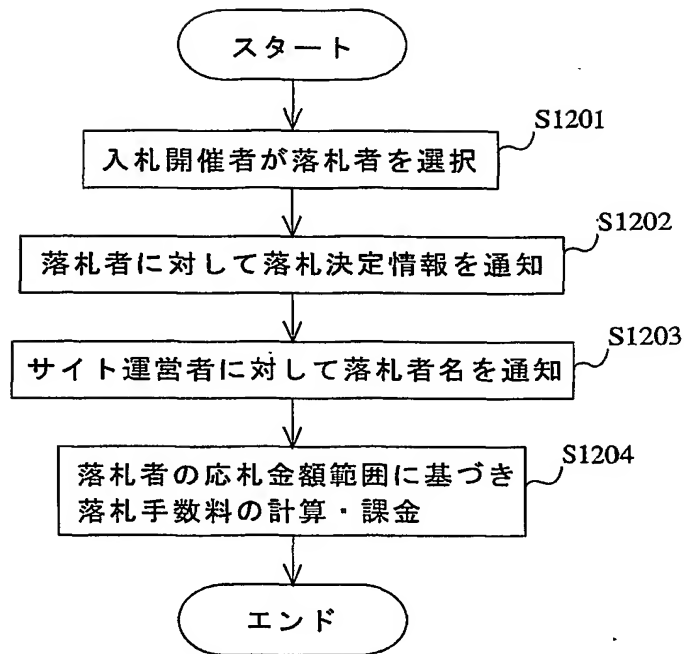 スタート
S1201
入札開催者が落札者を選択
S1202
落札者に対して落札決定情報を通知
S1203
サイト運営者に対して落札者名を通知
S1204
落札者の応札金額範囲に基づき
落札手数料の計算・課金
エンド